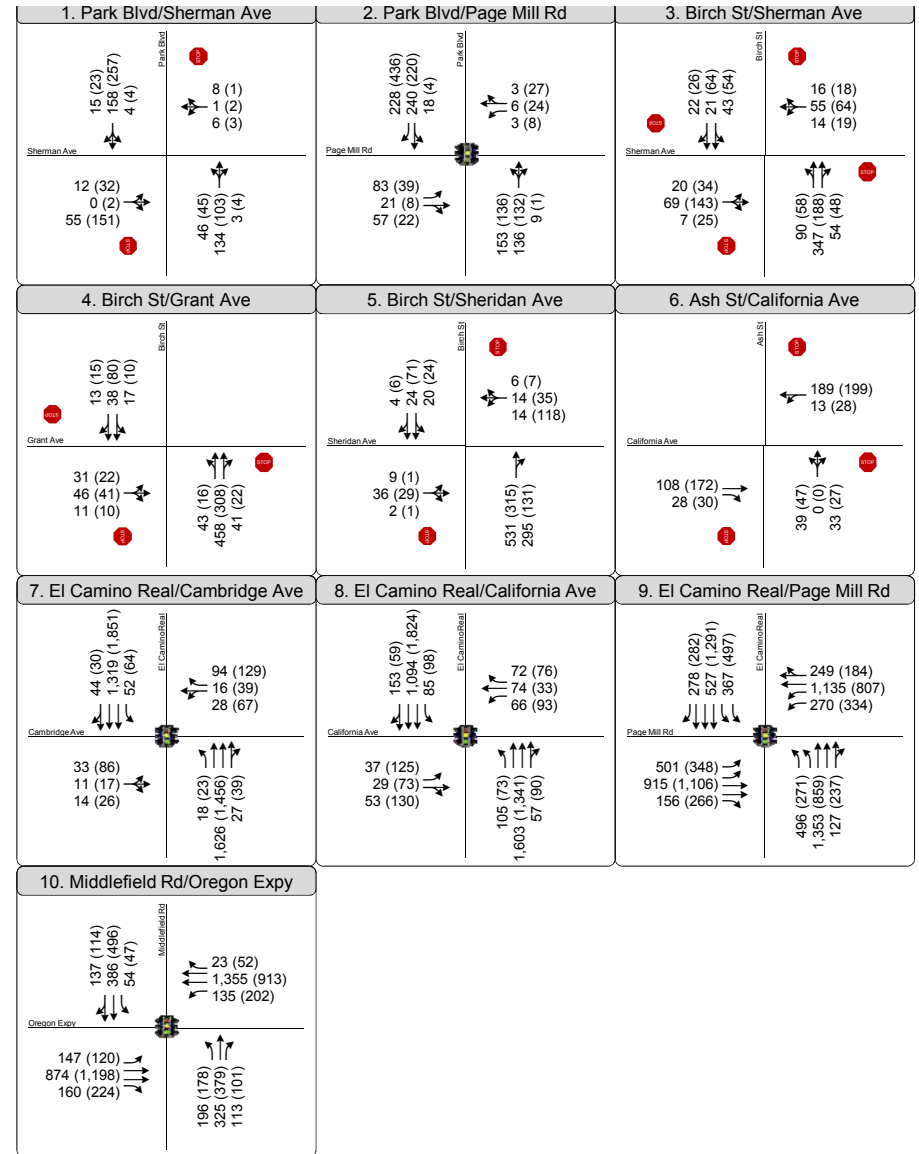 1. Park Blvd/Sherman Ave
15 (23)
158 (257)
4 (4)
Park Blvd
STOP
8 (1)
1 (2)
6 (3)
Sherman Ave
12 (32)
0 (2)
55 (151)
STOP
46 (45)
134 (103)
3 (4)
2. Park Blvd/Page Mill Rd
228 (436)
240 (220)
18 (4)
Park Blvd
3 (27)
6 (24)
3 (8)
Page Mill Rd
83 (39)
21 (8)
57 (22)
153 (136)
136 (132)
9 (1)
3. Birch St/Sherman Ave
22 (26)
21 (64)
43 (54)
Birch St
STOP
16 (18)
55 (64)
14 (19)
STOP
Sherman Ave
20 (34)
69 (143)
7 (25)
STOP
90 (58)
347 (188)
54 (48)
STOP
4. Birch St/Grant Ave
13 (15)
38 (80)
17 (10)
Birch St
STOP
Grant Ave
31 (22)
46 (41)
11 (10)
STOP
43 (16)
458 (308)
41 (22)
STOP
5. Birch St/Sheridan Ave
4 (6)
24 (71)
20 (24)
Birch St
STOP
6 (7)
14 (35)
14 (118)
Sheridan Ave
9 (1)
36 (29)
2 (1)
STOP
531 (315)
295 (131)
6. Ash St/California Ave
Ash St
STOP
189 (199)
13 (28)
California Ave
108 (172)
28 (30)
STOP
39 (47)
0 (0)
33 (27)
STOP
7. El Camino Real/Cambridge Ave
44 (30)
1,319 (1,851)
52 (64)
El CaminoReal
94 (129)
16 (39)
28 (67)
Cambridge Ave
33 (86)
11 (17)
14 (26)
18 (23)
1,626 (1,456)
27 (39)
8. El Camino Real/California Ave
153 (59)
1,094 (1,824)
85 (98)
El CaminoReal
72 (76)
74 (33)
66 (93)
California Ave
37 (125)
29 (73)
53 (130)
105 (73)
1,603 (1,341)
57 (90)
9. El Camino Real/Page Mill Rd
278 (282)
527 (1,291)
367 (497)
El CaminoReal
249 (184)
1,135 (807)
270 (334)
Page Mill Rd
501 (348)
915 (1,106)
156 (266)
496 (271)
1,353 (859)
127 (237)
10. Middlefield Rd/Oregon Expy
137 (114)
386 (496)
54 (47)
Middlefield Rd
23 (52)
1,355 (913)
135 (202)
Oregon Expy
147 (120)
874 (1,198)
160 (224)
196 (178)
325 (379)
113 (101)